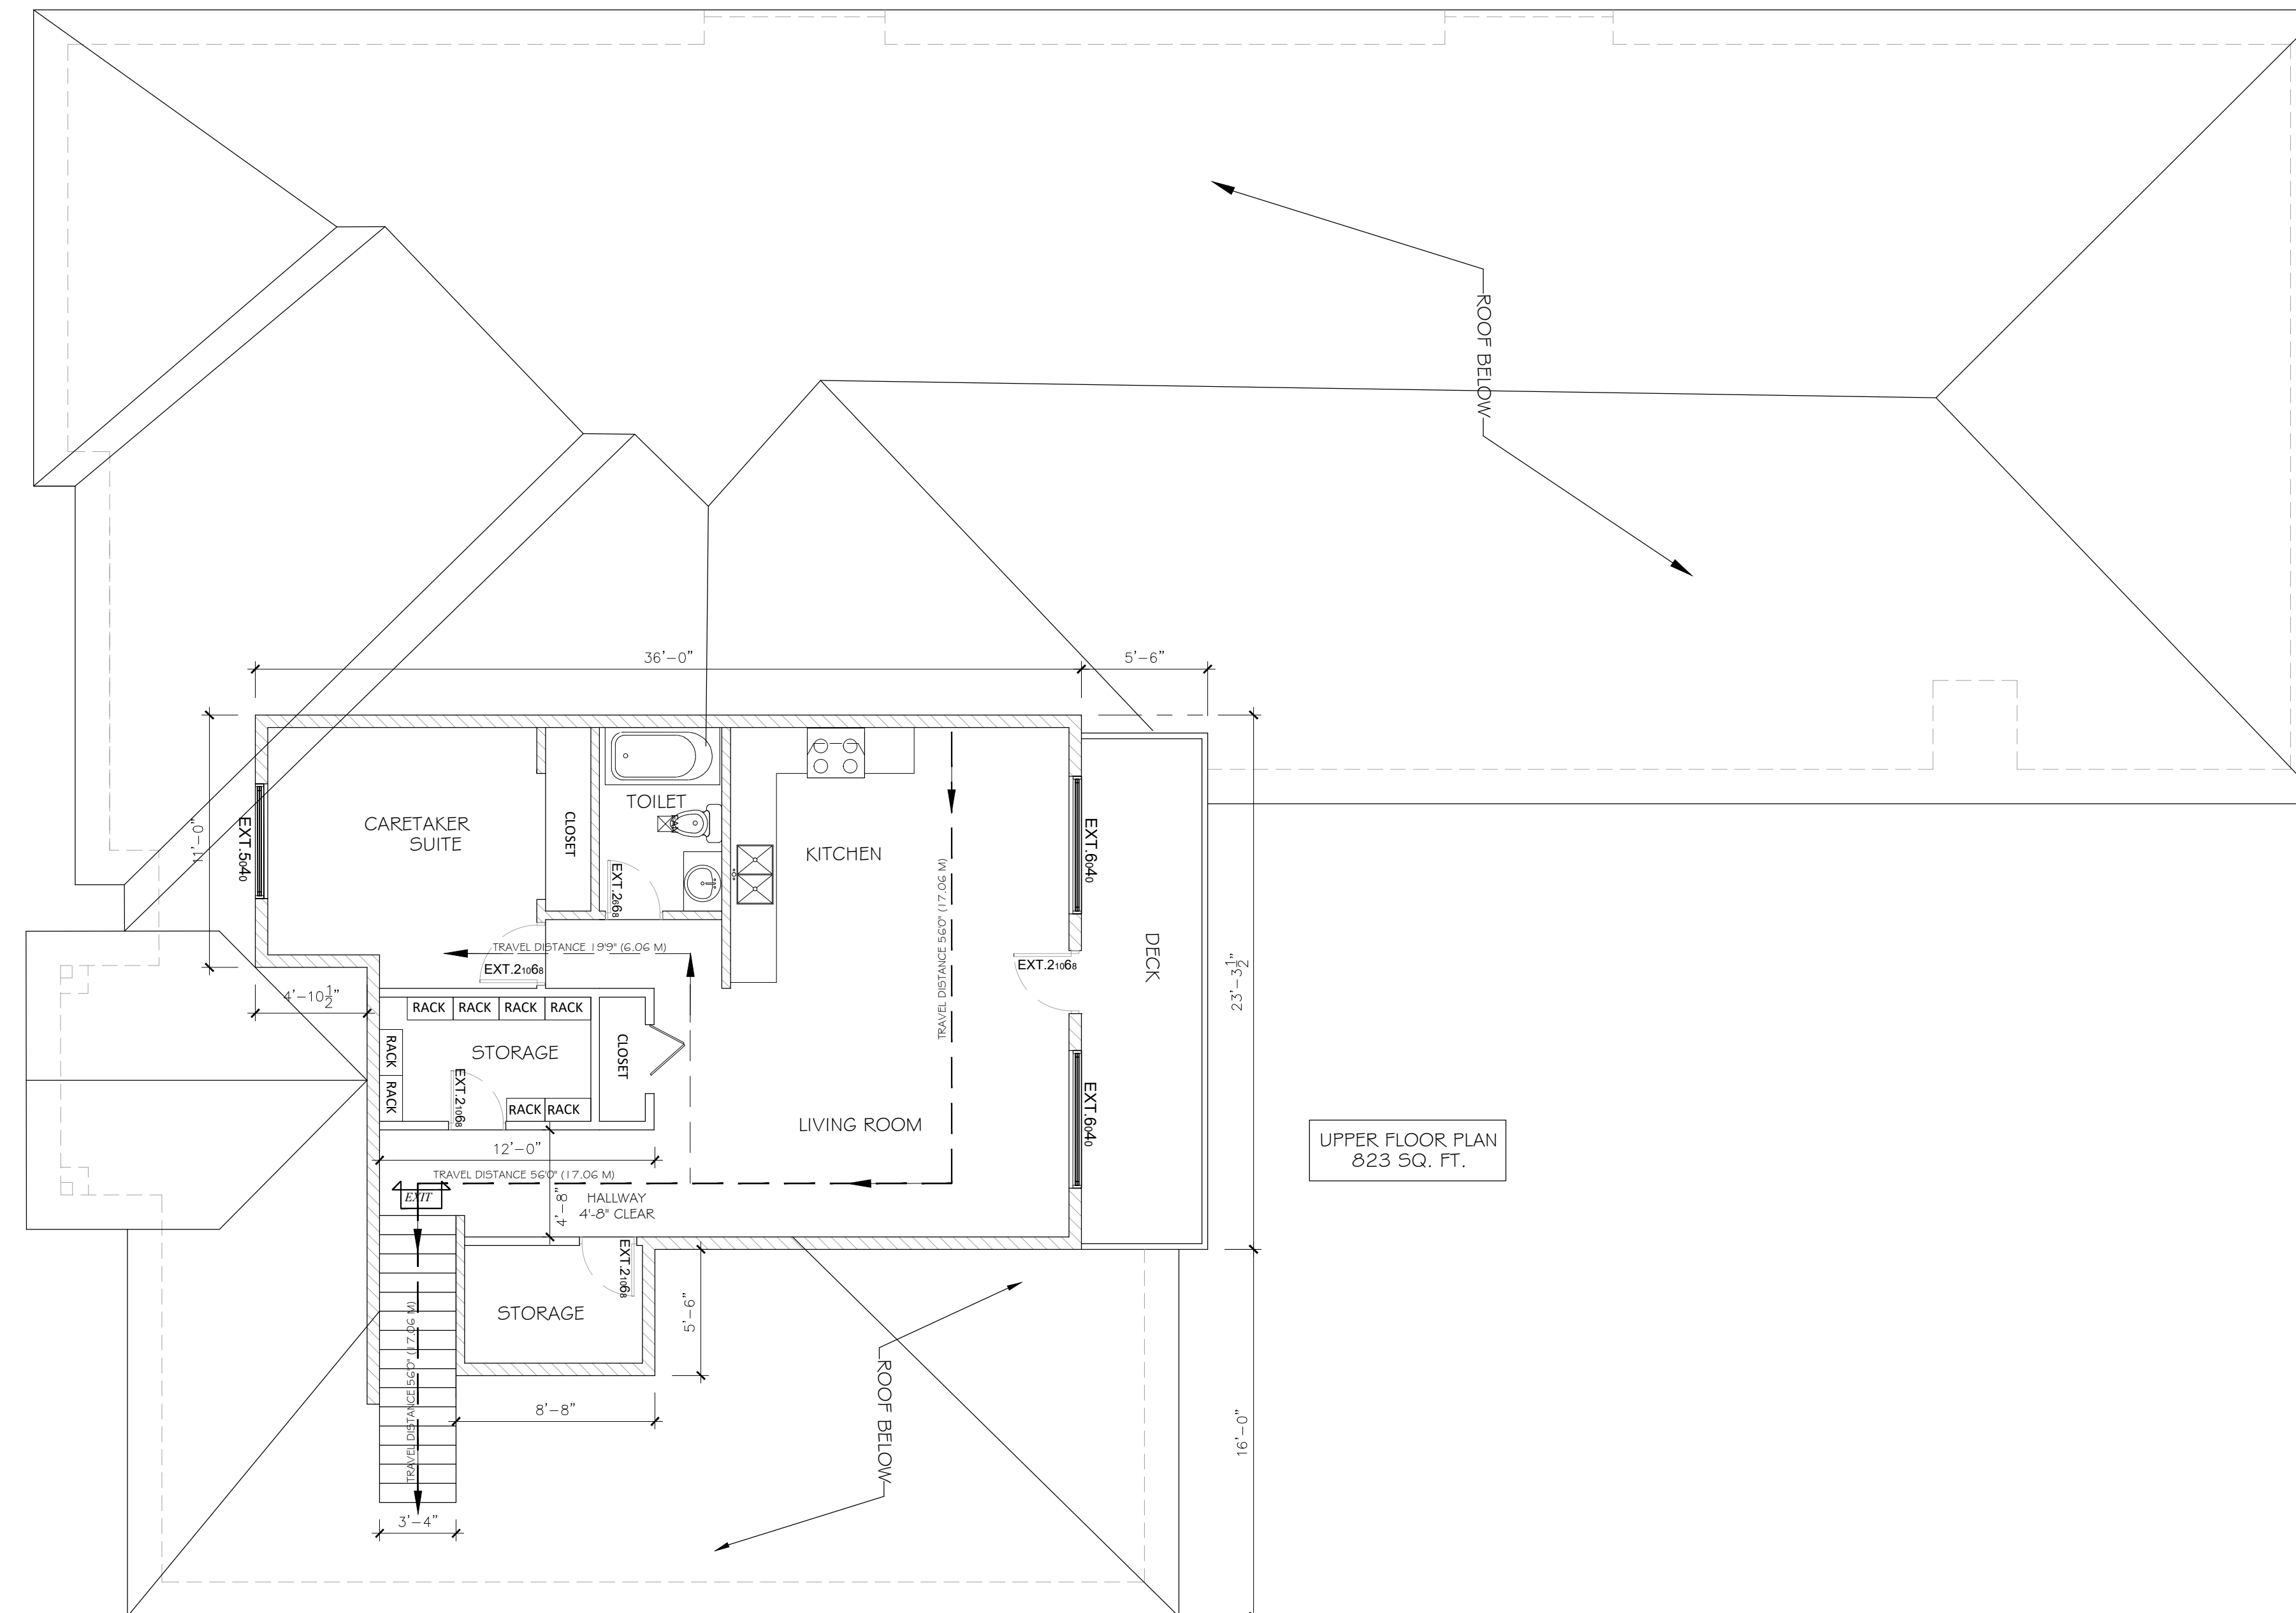 ROOF BELOW
36'-0"
5'-6"
11'-0"
EXT.5040
CARETAKER
SUITE
CLOSET
TOILET
FAN
EXT.2668
KITCHEN
TRAVEL DISTANCE 56'0" (17.06 M)
EXT.6040
DECK
23'-3 1/2"
TRAVEL DISTANCE 19'9" (6.06 M)
EXT.21068
EXT.21068
4'-10 1/2"
RACK
RACK
RACK
RACK
RACK
RACK
STORAGE
CLOSET
EXT.21068
RACK
RACK
LIVING ROOM
EXT.6040
UPPER FLOOR PLAN
823 SQ. FT.
12'-0"
TRAVEL DISTANCE 56'0" (17.06 M)
EXIT
4'-8"
HALLWAY
4'-8" CLEAR
EXT.21068
STORAGE
5'-6"
TRAVEL DISTANCE 56'0" (17.06 M)
ROOF BELOW
8'-8"
16'-0"
3'-4"